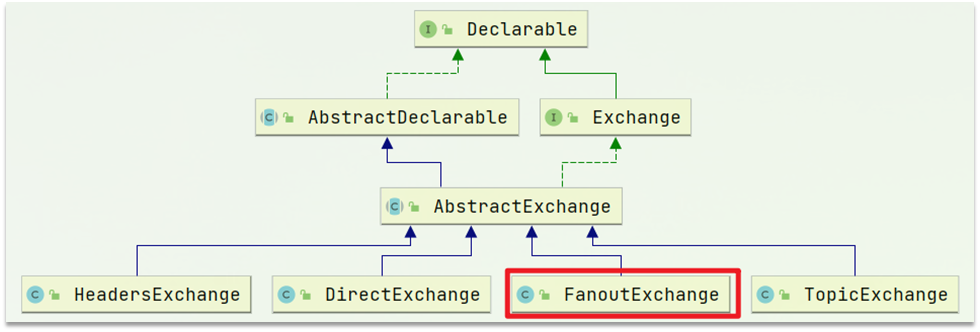 I Declarable
C AbstractDeclarable
I Exchange
C AbstractExchange
C HeadersExchange
C DirectExchange
C FanoutExchange
C TopicExchange